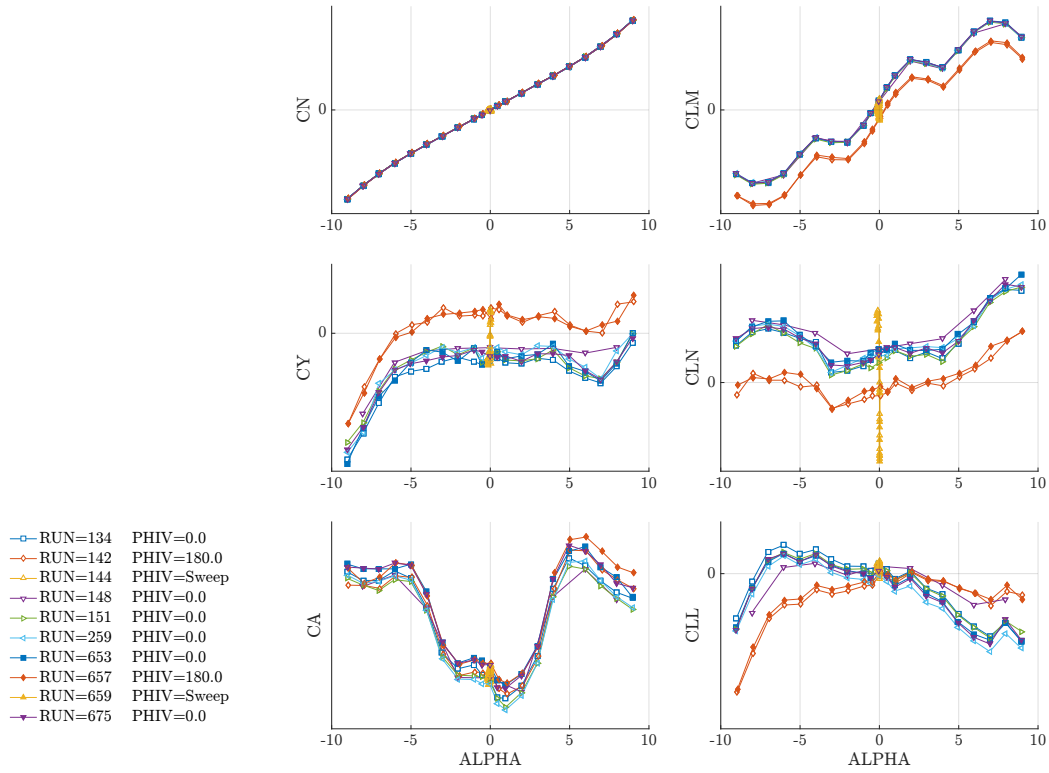 CN
0
-10 -5 0 5 10
CLM
0
-10 -5 0 5 10
CY
0
-10 -5 0 5 10
CLN
0
-10 -5 0 5 10
RUN=134 PHIV=0.0
RUN=142 PHIV=180.0
RUN=144 PHIV=Sweep
RUN=148 PHIV=0.0
RUN=151 PHIV=0.0
RUN=259 PHIV=0.0
RUN=653 PHIV=0.0
RUN=657 PHIV=180.0
RUN=659 PHIV=Sweep
RUN=675 PHIV=0.0
CA
-10 -5 0 5 10
ALPHA
CLL
0
-10 -5 0 5 10
ALPHA